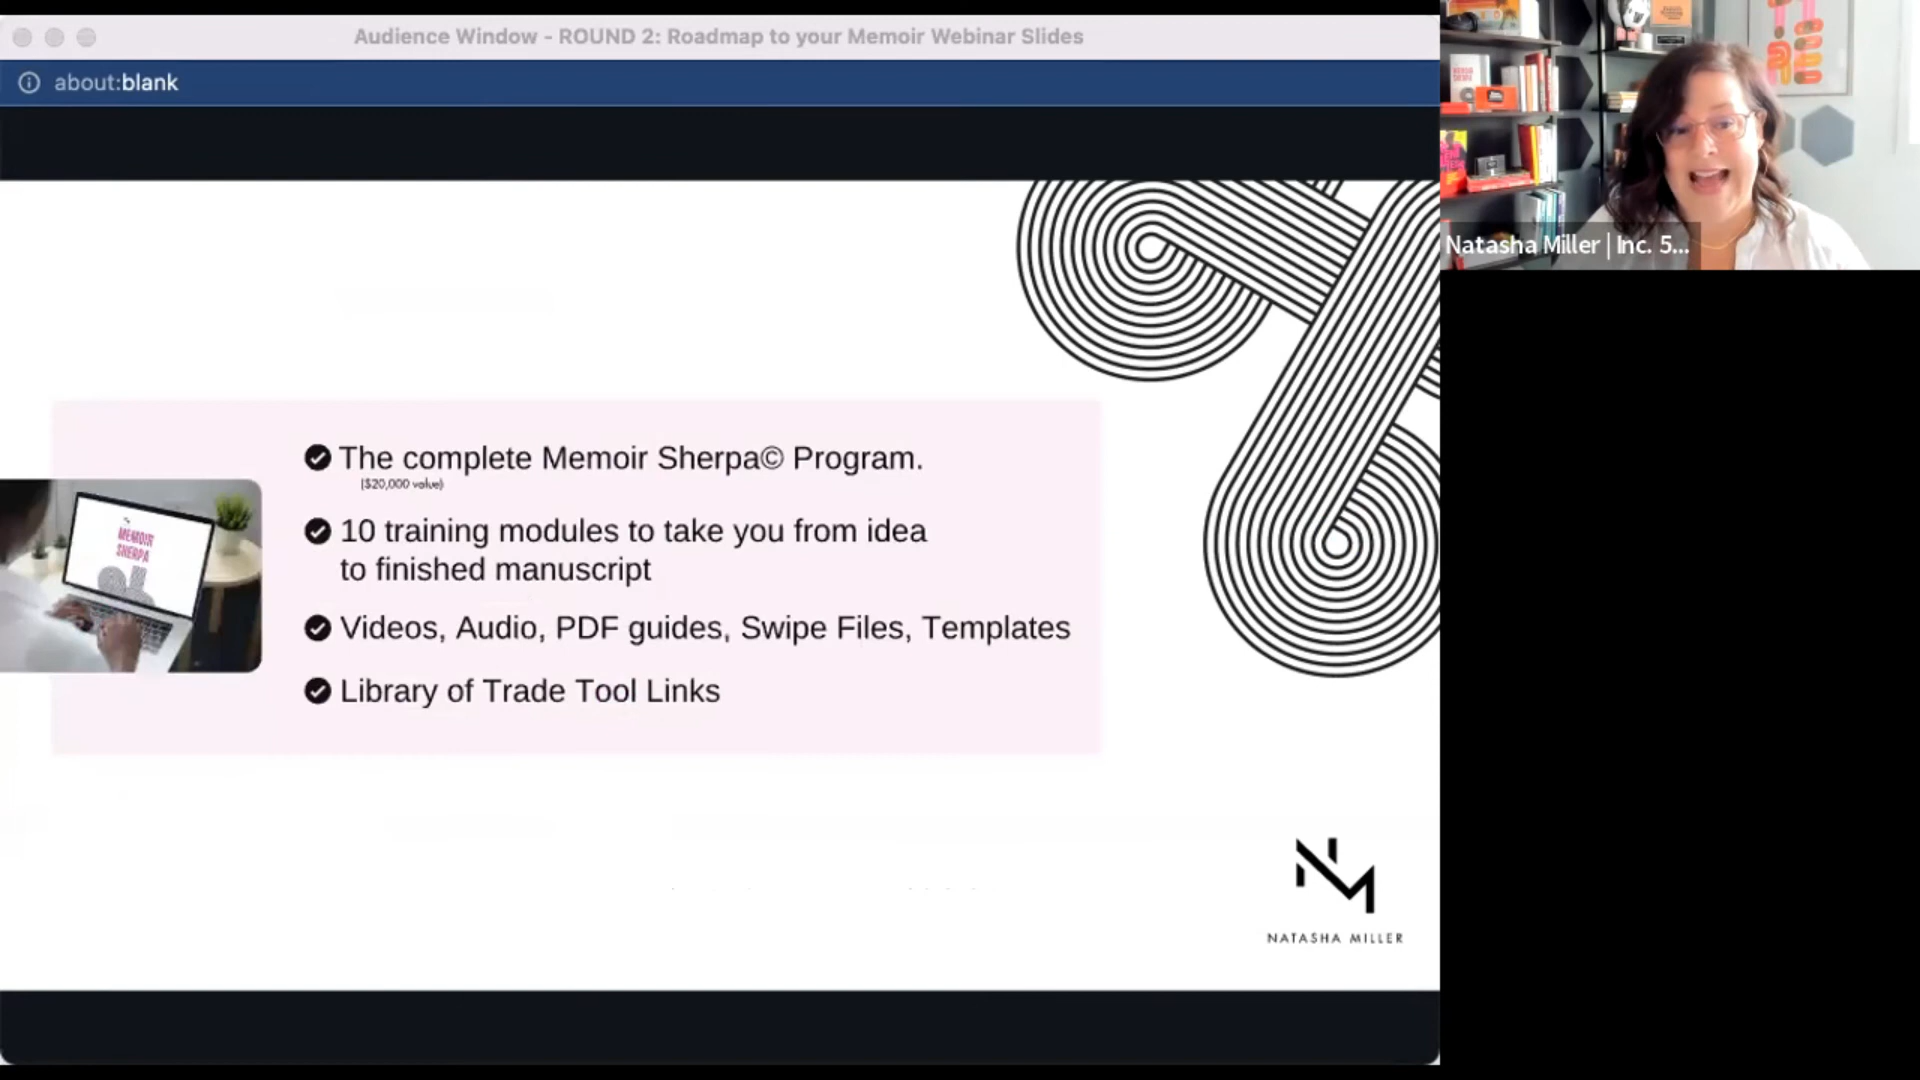 Audience Window - ROUND 2: Roadmap to your Memoir Webinar Slides
about:blank
Natasha Miller | Inc. 5...
The complete Memoir Sherpa© Program.
($20,000 value)
10 training modules to take you from idea
to finished manuscript
Videos, Audio, PDF guides, Swipe Files, Templates
Library of Trade Tool Links
MEMOIR
SHERPA
NM
NATASHA MILLER